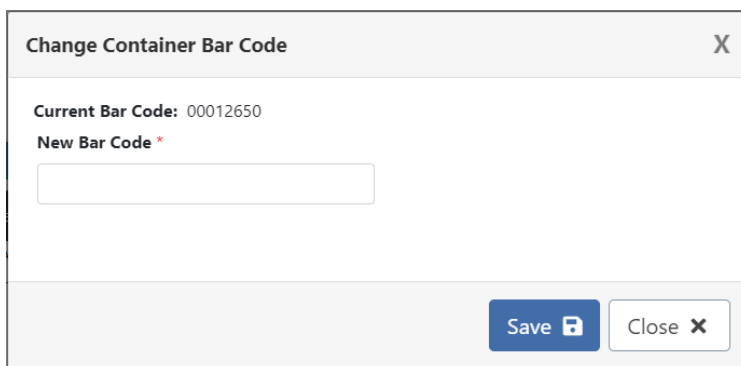 Change Container Bar Code X
Current Bar Code: 00012650
New Bar Code *
Save Close